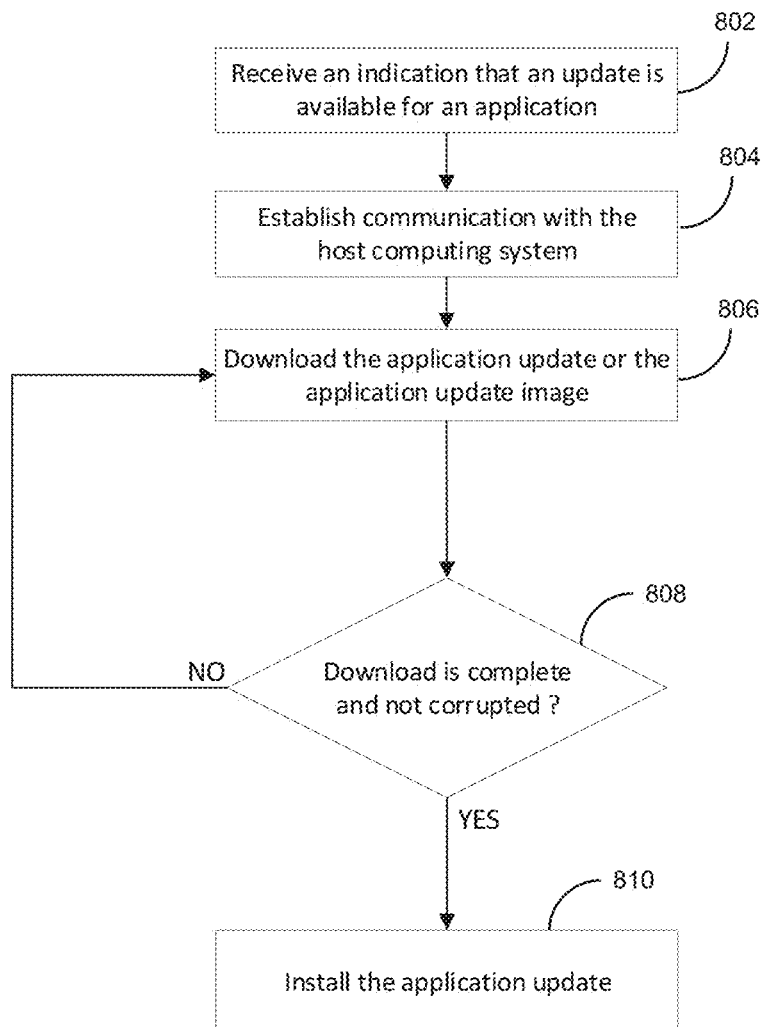 802
Receive an indication that an update is
available for an application
804
Establish communication with the
host computing system
806
Download the application update or the
application update image
808
NO
Download is complete
and not corrupted ?
YES
810
Install the application update